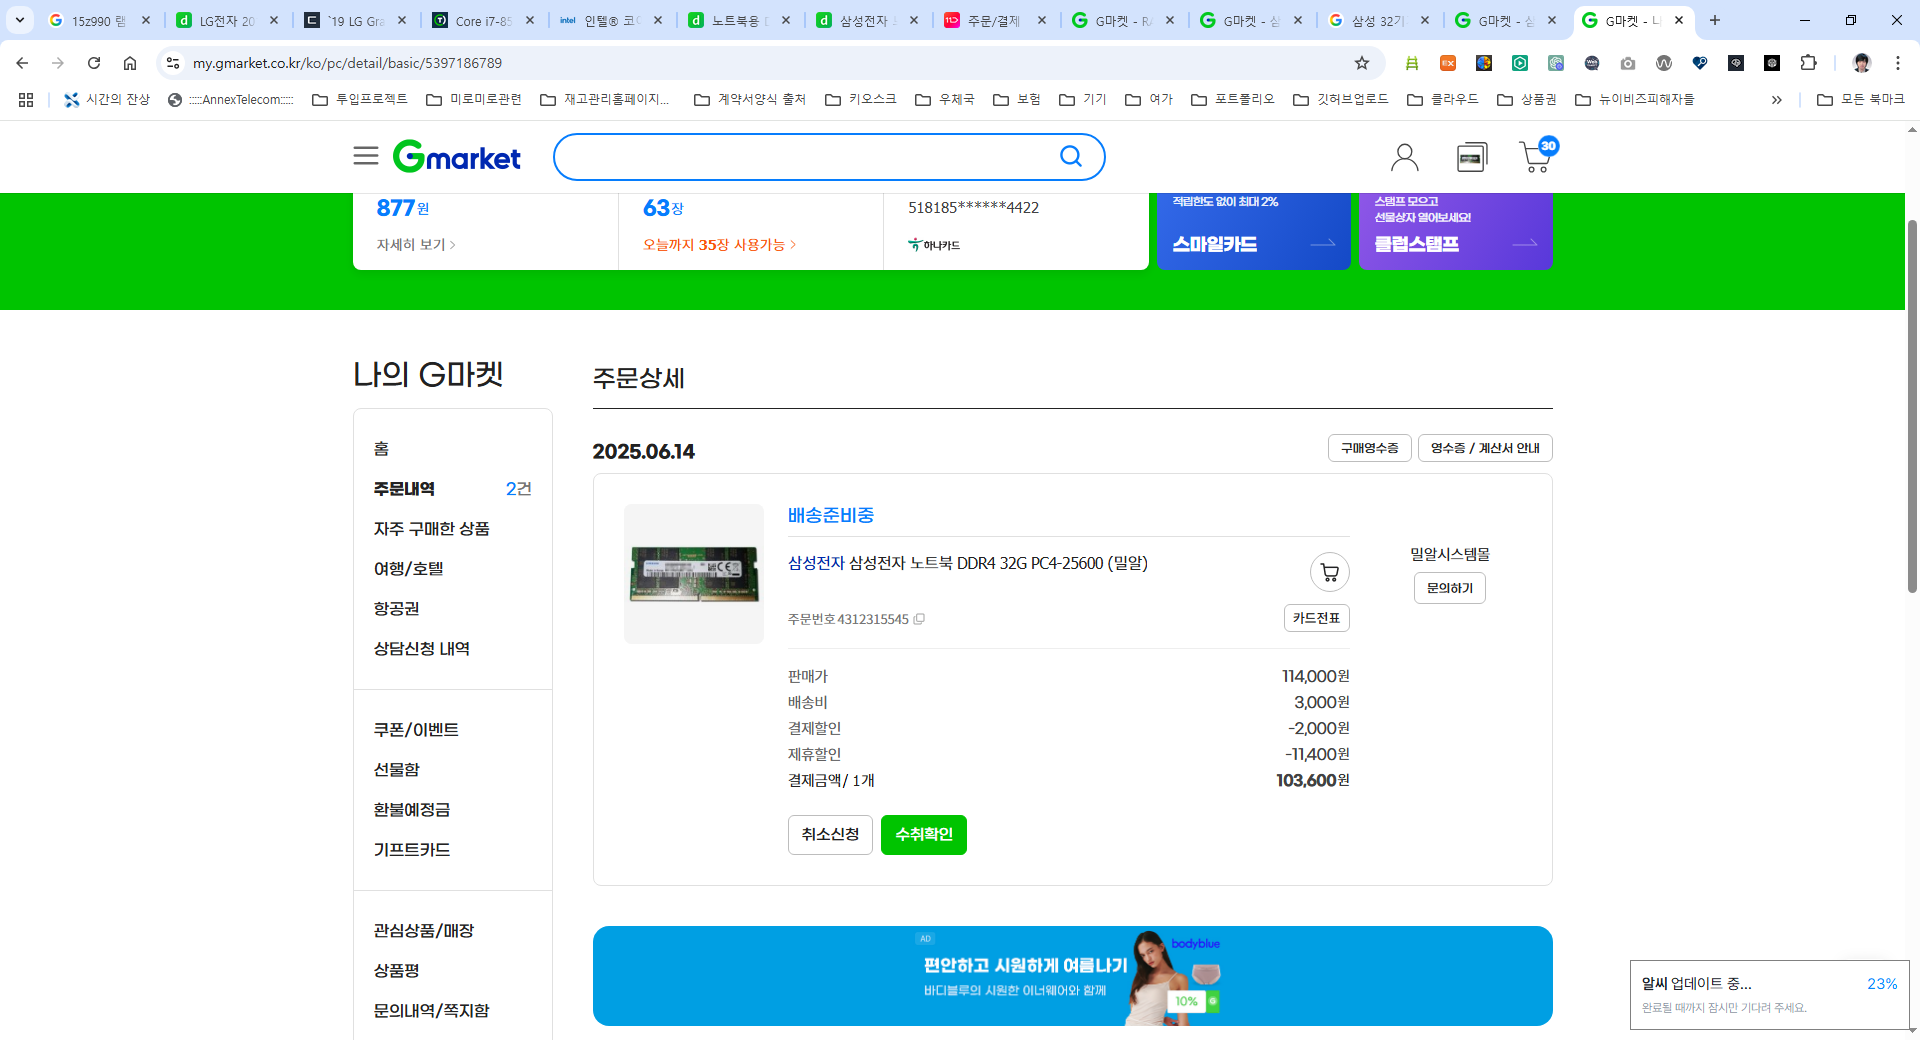 15z990 램
LG전자 20
`19 LG Gra
Core i7-85
인텔® 코
노트북용 D
삼성전자 노
주문/결제
G마켓 - RA
G마켓 - 삼
삼성 32기
G마켓 - 삼
G마켓 - 나
my.gmarket.co.kr/ko/pc/detail/basic/5397186789
시간의 잔상
:::::AnnexTelecom:::::
투입프로젝트
미로미로관련
재고관리홈페이지...
계약서양식 출처
키오스크
우체국
보험
기기
여가
포트폴리오
깃허브업로드
클라우드
상품권
뉴이비즈피해자들
모든 북마크
Gmarket
30
877원
63장
518185******4422
적립한도 없이 최대 2%
스탬프 모으고
선물상자 열어보세요!
자세히 보기
오늘까지 35장 사용가능
하나카드
스마일카드
클럽스탬프
나의 G마켓
주문상세
홈
주문내역 2건
자주 구매한 상품
여행/호텔
항공권
상담신청 내역
쿠폰/이벤트
선물함
환불예정금
기프트카드
관심상품/매장
상품평
문의내역/쪽지함
2025.06.14
구매영수증
영수증 / 계산서 안내
배송준비중
삼성전자 삼성전자 노트북 DDR4 32G PC4-25600 (밀알)
밀알시스템몰
문의하기
주문번호 4312315545
카드전표
판매가 114,000원
배송비 3,000원
결제할인 -2,000원
제휴할인 -11,400원
결제금액/ 1개 103,600원
취소신청
수취확인
AD
bodyblue
편안하고 시원하게 여름나기
바디블루의 시원한 이너웨어와 함께
10%
알씨 업데이트 중... 23%
완료될 때까지 잠시만 기다려 주세요.